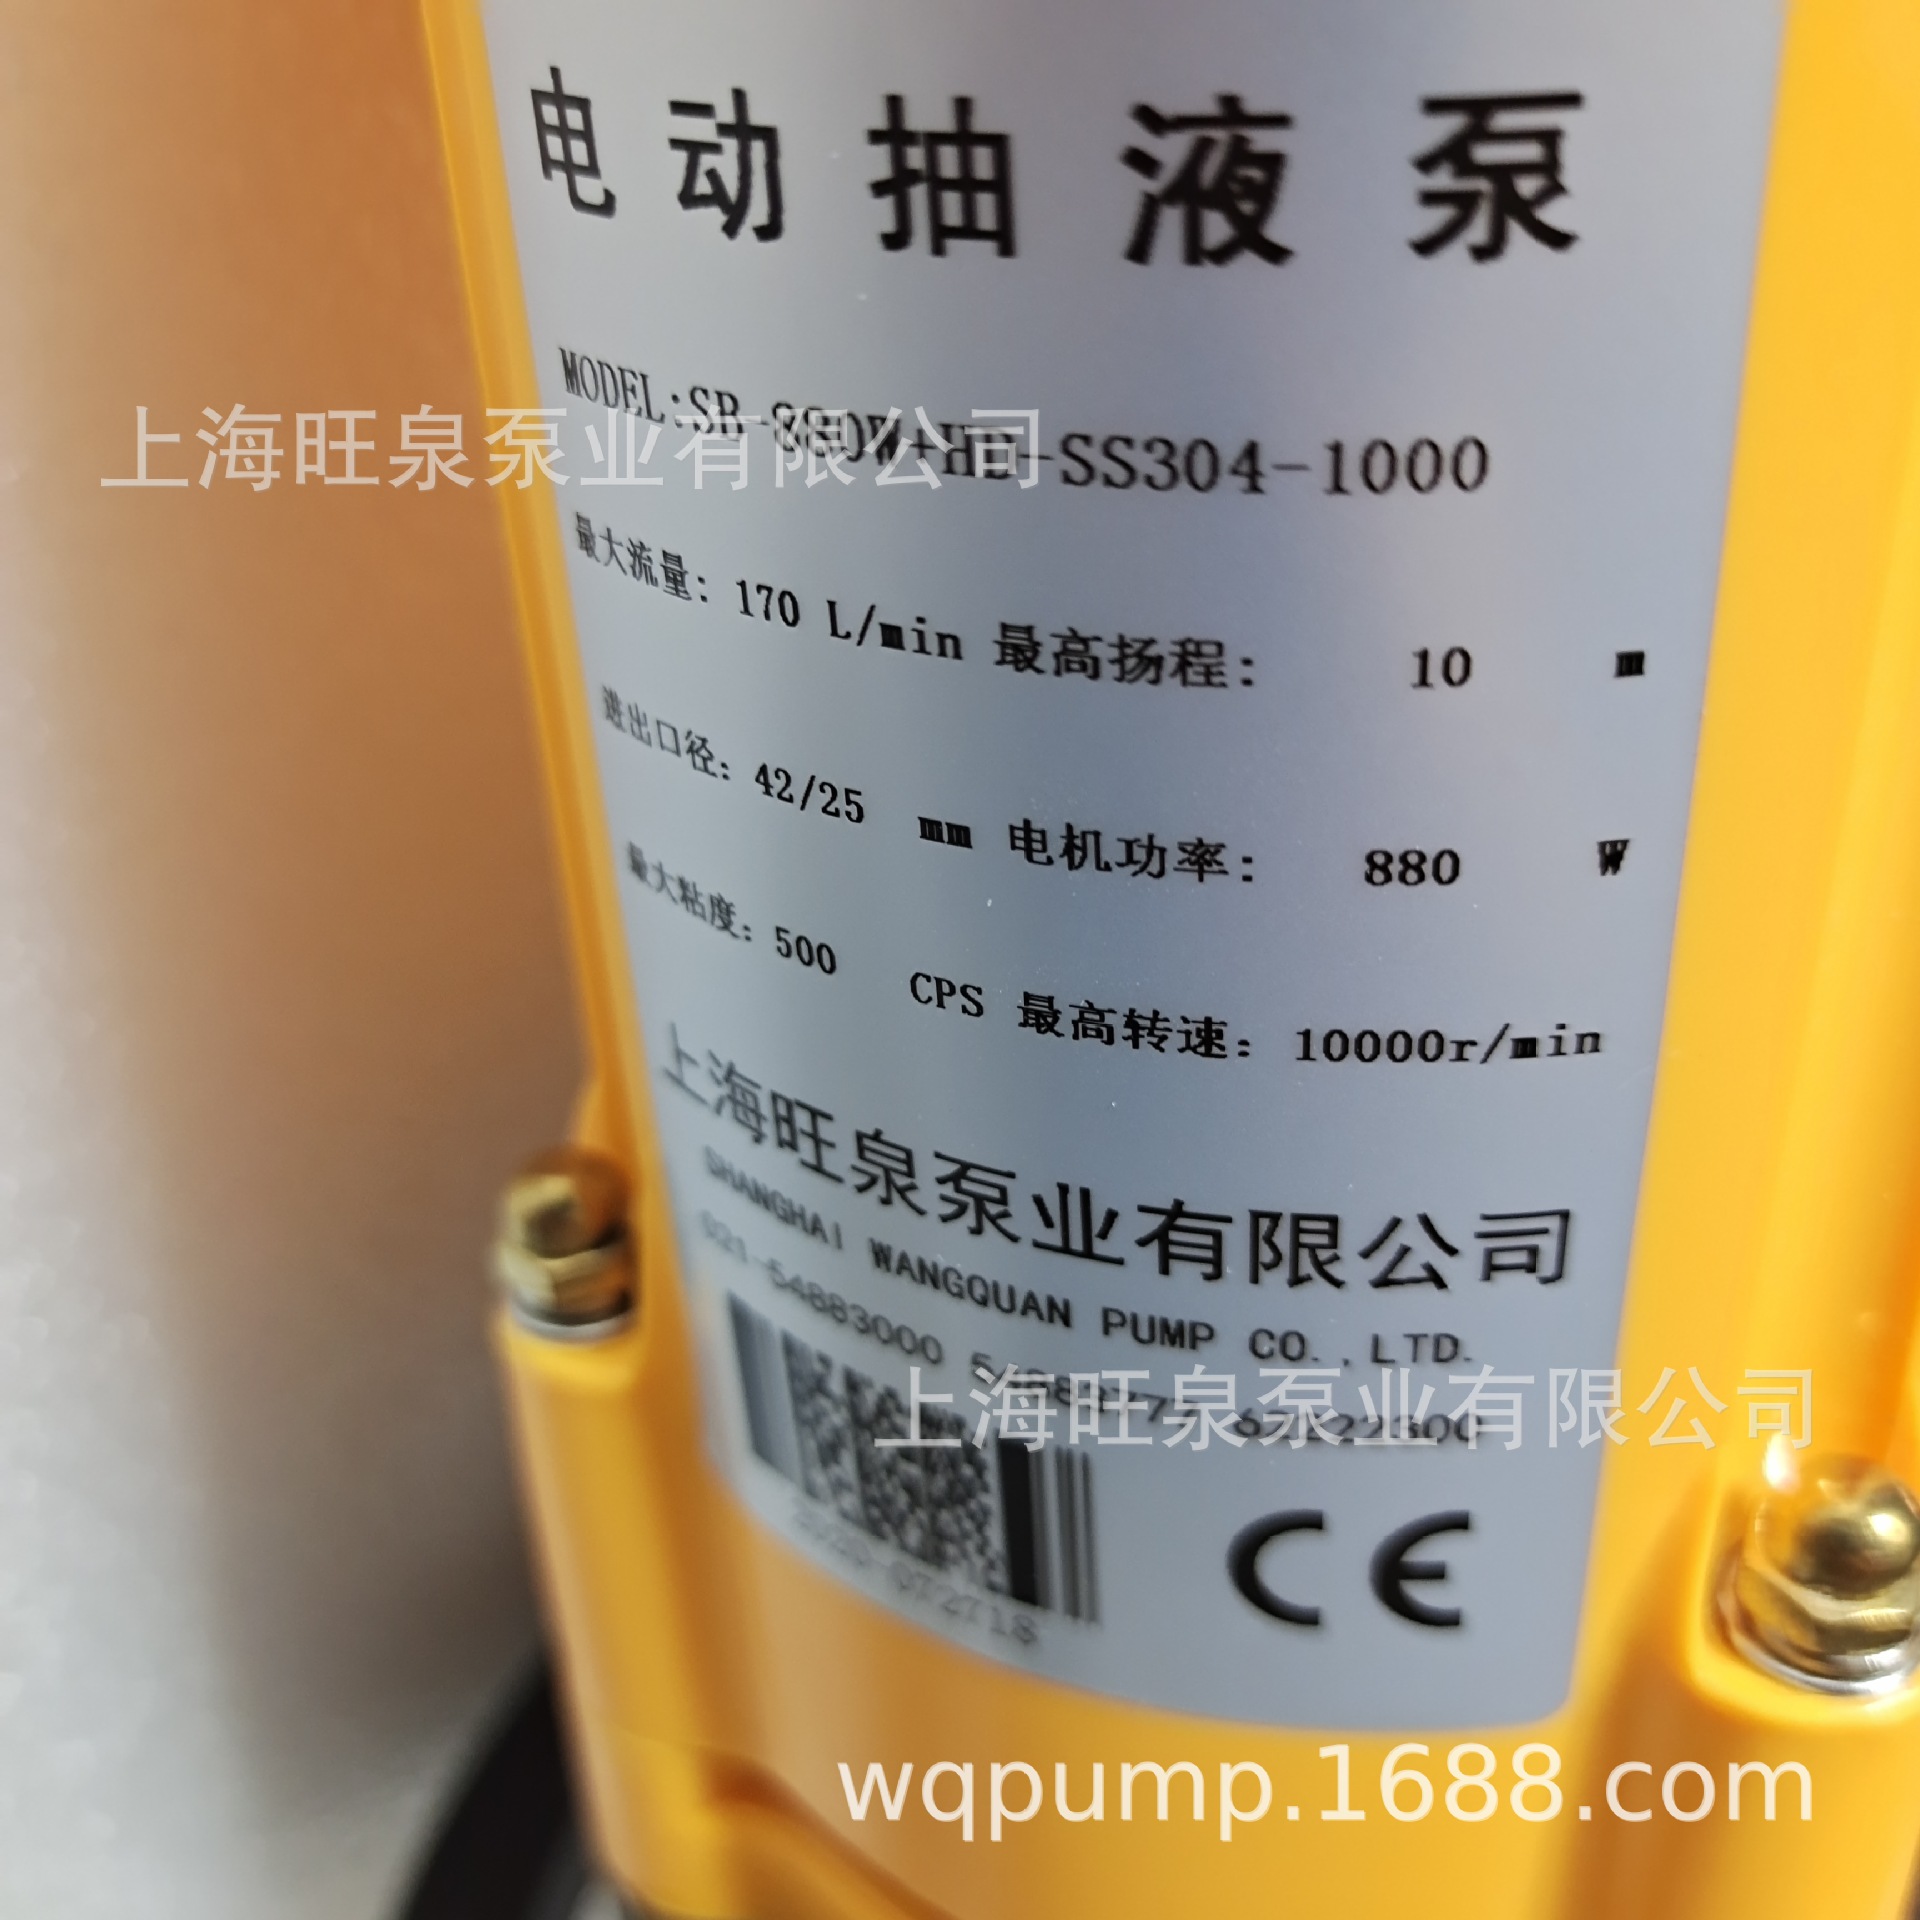 电动抽液泵
MODEL:SB-880W+HD-SS304-1000
最大流量: 170 L/min 最高扬程: 10 m
进出口径: 42/25 mm 电机功率: 880 W
最大粘度: 500 CPS 最高转速: 10000r/min
上海旺泉泵业有限公司
SHANGHAI WANGQUAN PUMP CO.,LTD.
021-54883000
CE
上海旺泉泵业有限公司
上海旺泉泵业有限公司
wqpump.1688.com